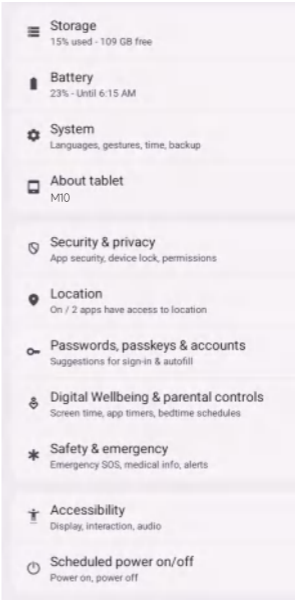 Storage
15% used - 109 GB free
Battery
23% - Until 6:15 AM
System
Languages, gestures, time, backup
About tablet
M10
Security & privacy
App security, device lock, permissions
Location
On / 2 apps have access to location
Passwords, passkeys & accounts
Suggestions for sign-in & autofill
Digital Wellbeing & parental controls
Screen time, app timers, bedtime schedules
Safety & emergency
Emergency SOS, medical info, alerts
Accessibility
Display, interaction, audio
Scheduled power on/off
Power on, power off